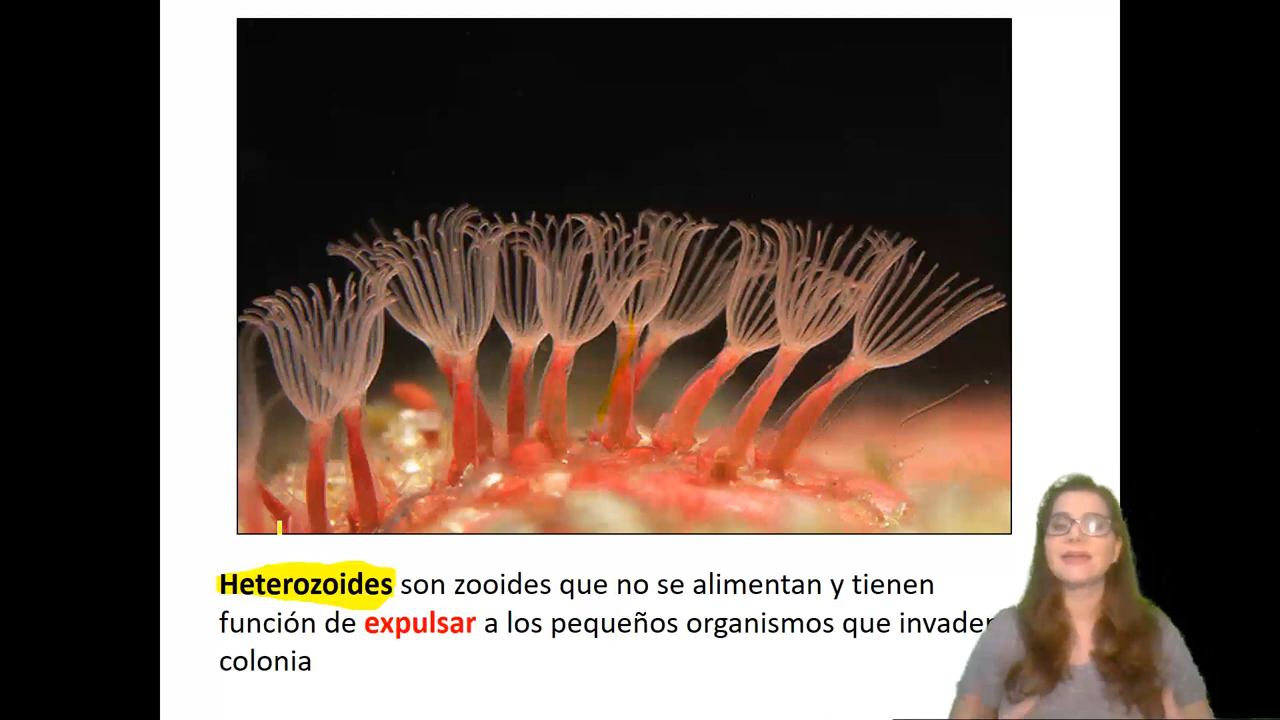 Heterozoides son zooides que no se alimentan y tienen
función de expulsar a los pequeños organismos que
colonia